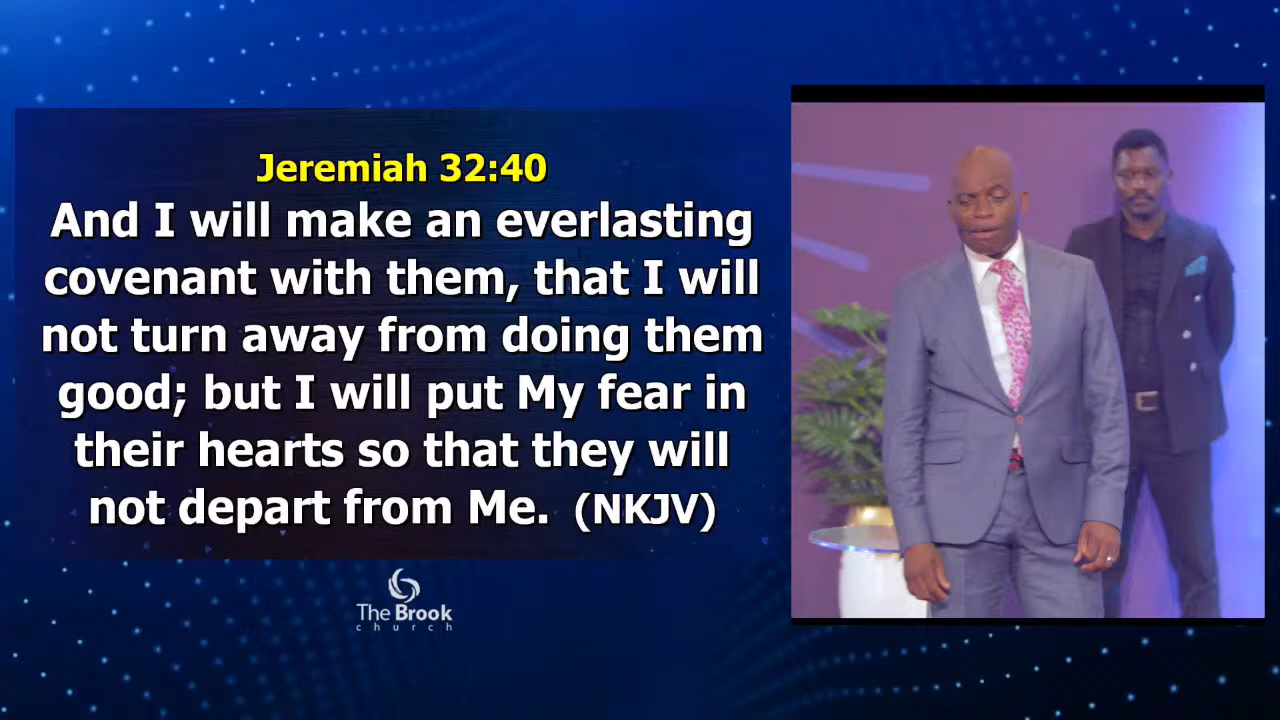 Jeremiah 32:40
And I will make an everlasting
covenant with them, that I will
not turn away from doing them
good; but I will put My fear in
their hearts so that they will
not depart from Me. (NKJV)
The Brook
church